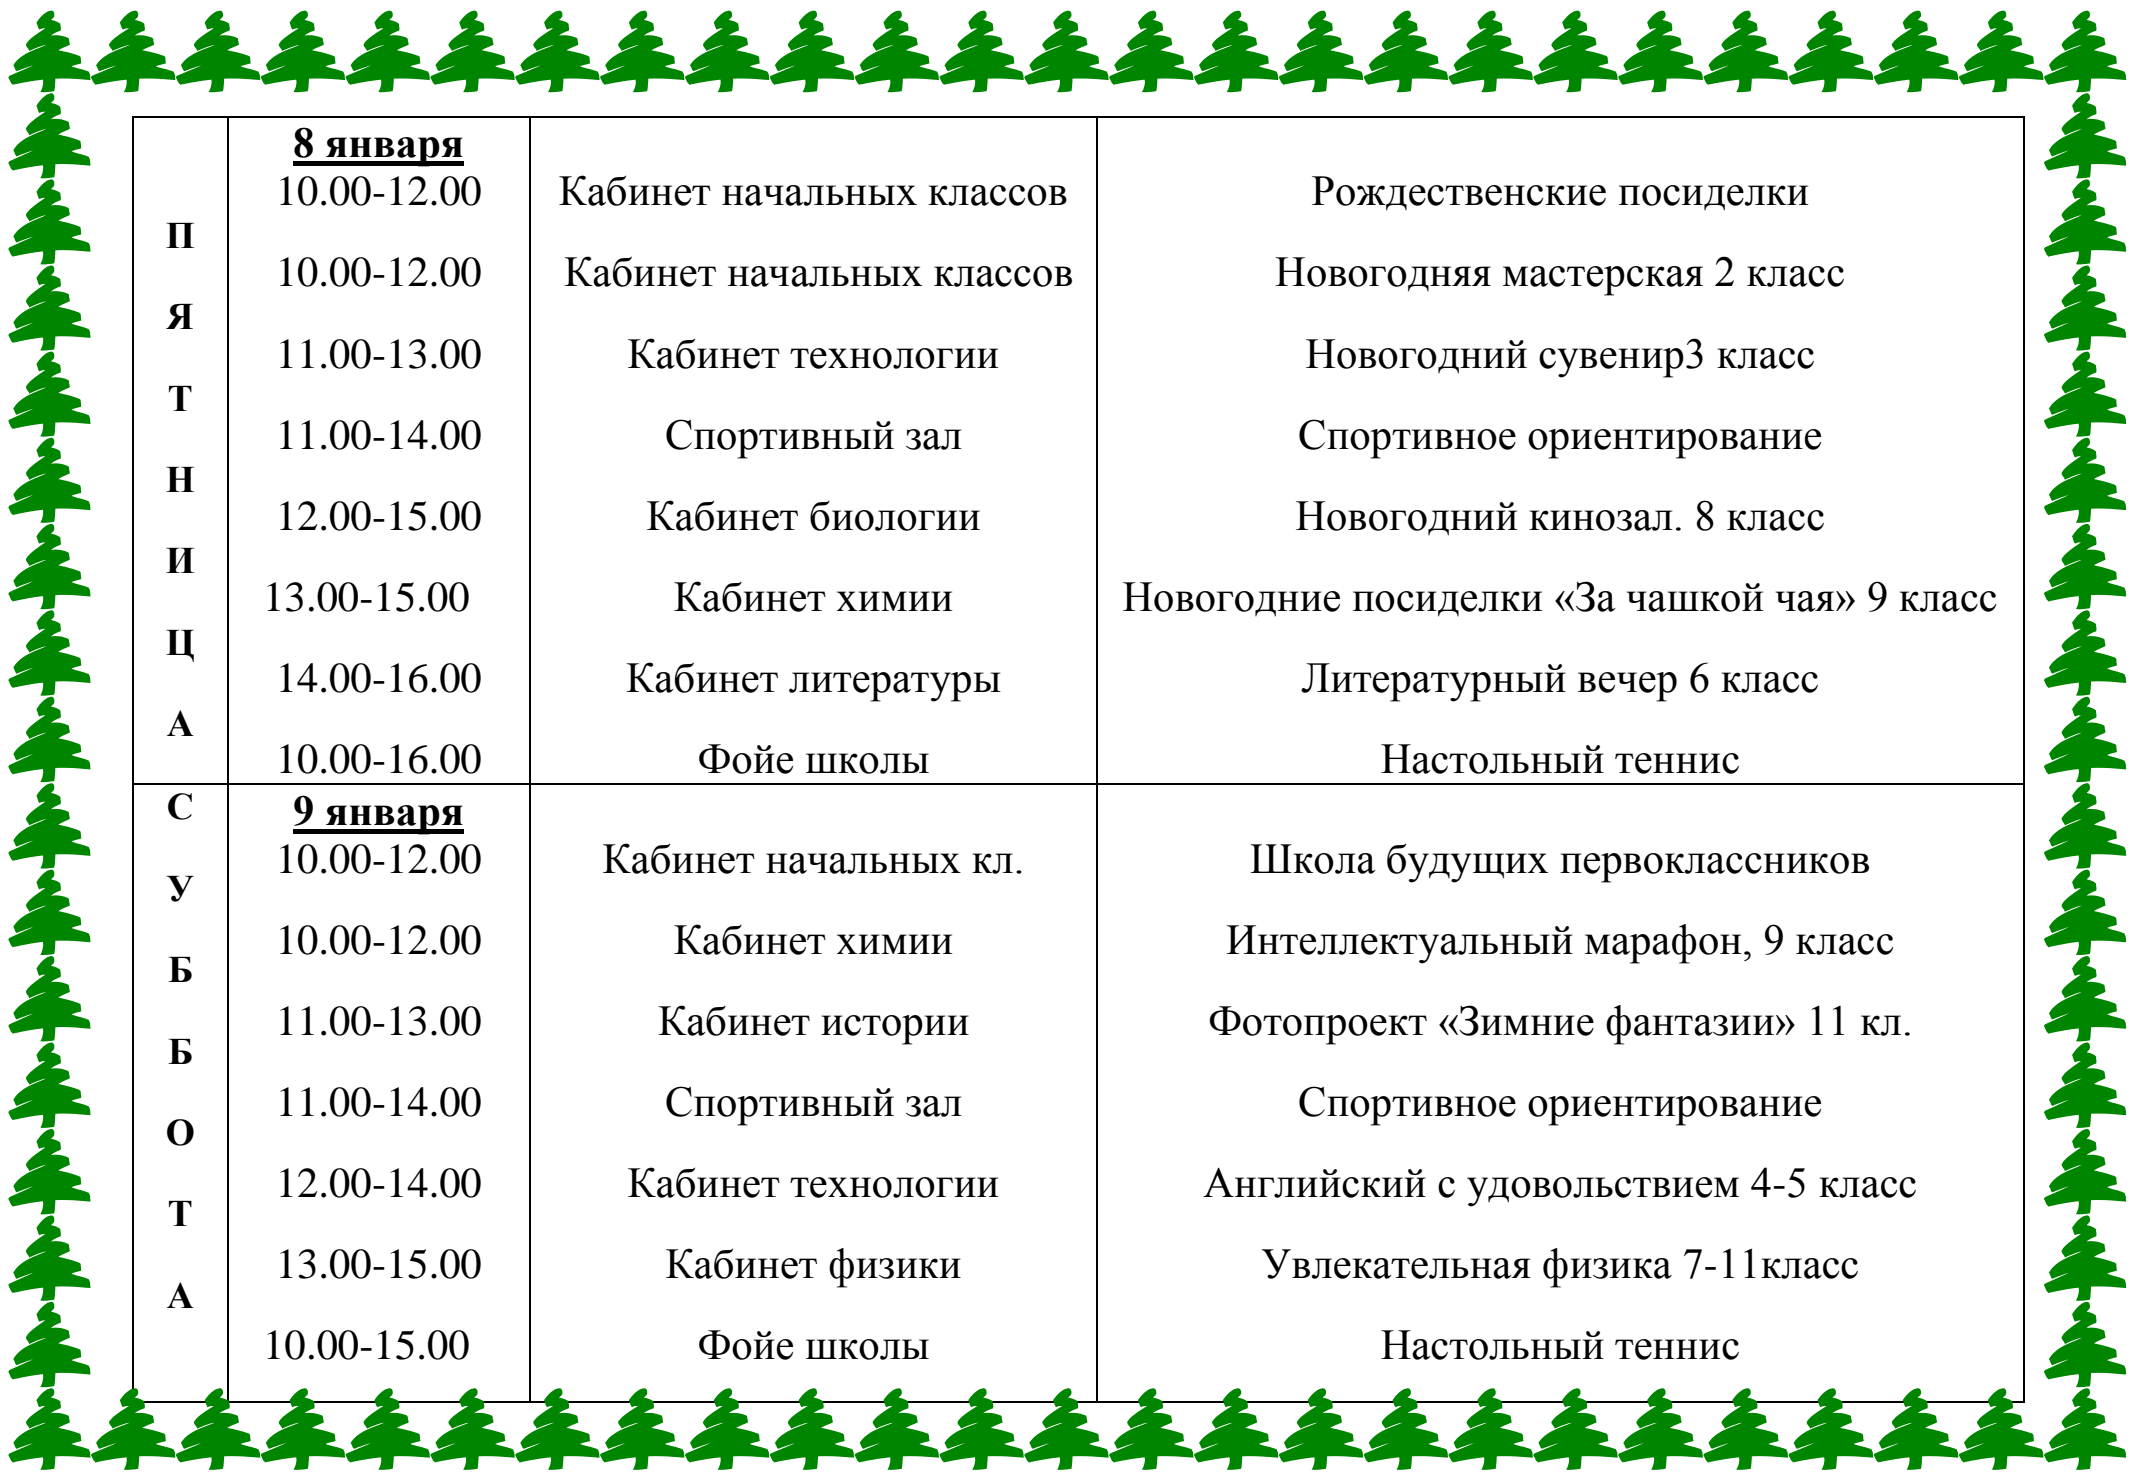 ПЯТНИЦА
8 января
10.00-12.00 Кабинет начальных классов Рождественские посиделки
10.00-12.00 Кабинет начальных классов Новогодняя мастерская 2 класс
11.00-13.00 Кабинет технологии Новогодний сувенир3 класс
11.00-14.00 Спортивный зал Спортивное ориентирование
12.00-15.00 Кабинет биологии Новогодний кинозал. 8 класс
13.00-15.00 Кабинет химии Новогодние посиделки «За чашкой чая» 9 класс
14.00-16.00 Кабинет литературы Литературный вечер 6 класс
10.00-16.00 Фойе школы Настольный теннис
СУББОТА
9 января
10.00-12.00 Кабинет начальных кл. Школа будущих первоклассников
10.00-12.00 Кабинет химии Интеллектуальный марафон, 9 класс
11.00-13.00 Кабинет истории Фотопроект «Зимние фантазии» 11 кл.
11.00-14.00 Спортивный зал Спортивное ориентирование
12.00-14.00 Кабинет технологии Английский с удовольствием 4-5 класс
13.00-15.00 Кабинет физики Увлекательная физика 7-11класс
10.00-15.00 Фойе школы Настольный теннис